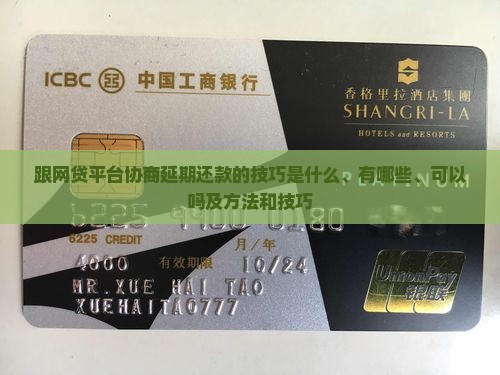 ICBC 中国工商银行
香格里拉酒店集團
SHANGRI-LA
HOTELS and RESORTS
跟网贷平台协商延期还款的技巧是什么、有哪些、可以
吗及方法和技巧
6225 CREDIT
月/年
4000 有效期限 10/24
MR.XUE HAI TAO
XUEHAITAO777
UnionPay
银联